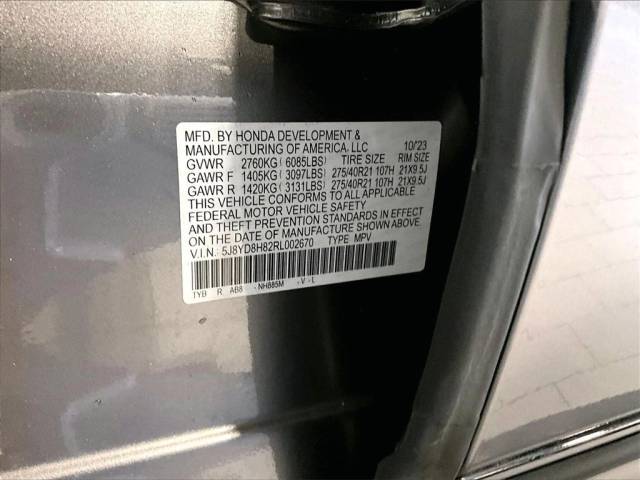 MFD. BY HONDA DEVELOPMENT &
MANUFACTURING OF AMERICA, LLC 10/23
GVWR 2760KG(6085LBS) TIRE SIZE RIM SIZE
GAWR F 1405KG(3097LBS) 275/40R21 107H 21X9.5J
GAWR R 1420KG(3131LBS) 275/40R21 107H 21X9.5J
THIS VEHICLE CONFORMS TO ALL APPLICABLE
FEDERAL MOTOR VEHICLE SAFETY
AND THEFT PREVENTION STANDARDS IN EFFECT
ON THE DATE OF MANUFACTURE SHOWN ABOVE.
V.I.N. 5J8YD8H82RL002670 TYPE MPV
TYB R AB8 -NH885M -V-L